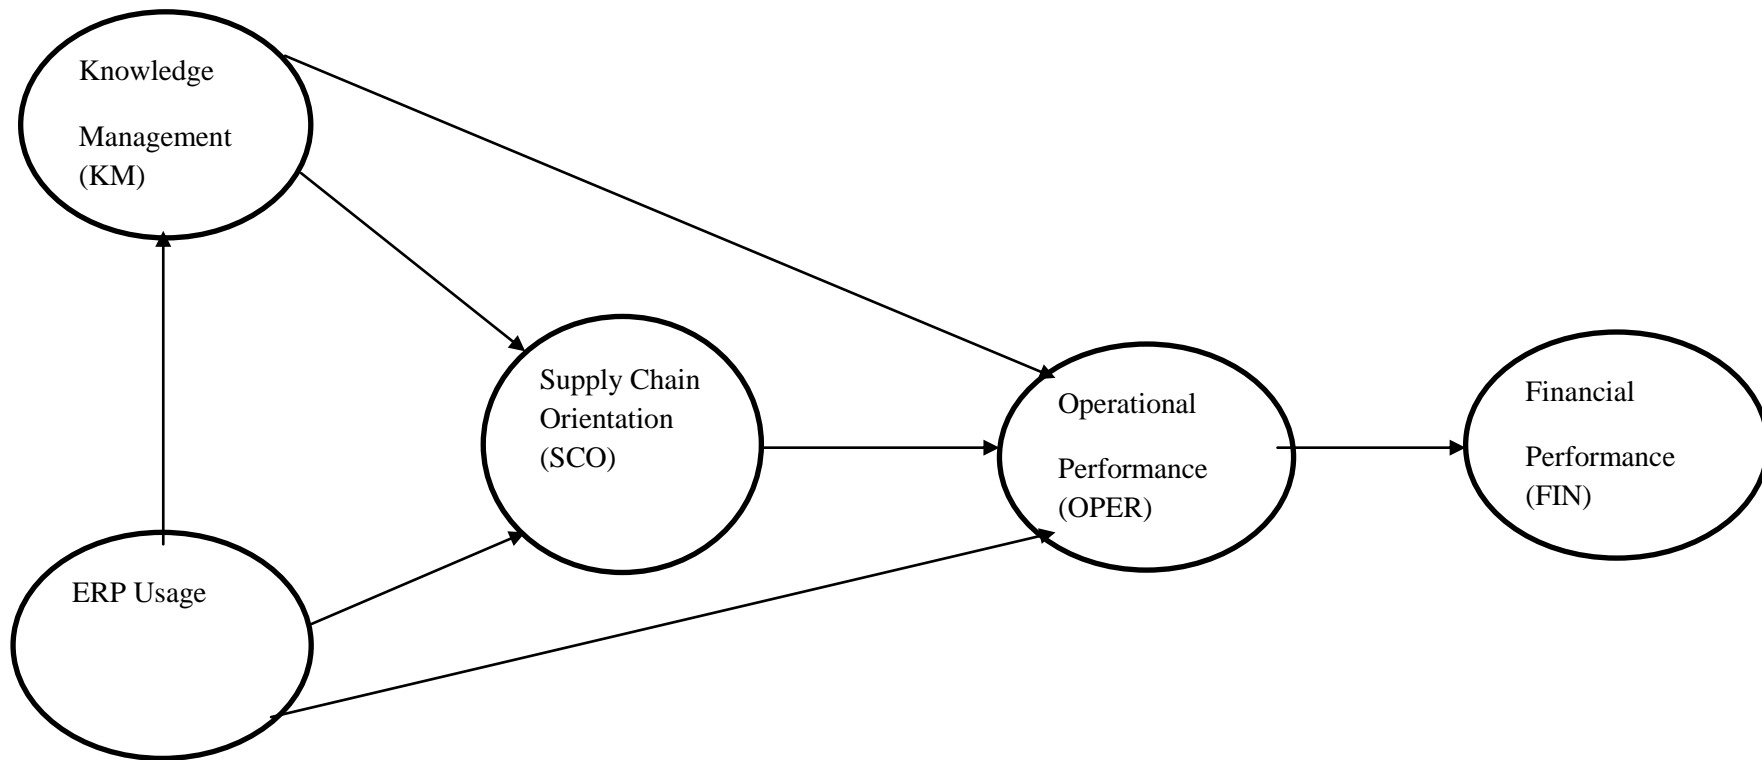 Knowledge
Management
(KM)
Supply Chain
Orientation
(SCO)
Operational
Performance
(OPER)
Financial
Performance
(FIN)
ERP Usage